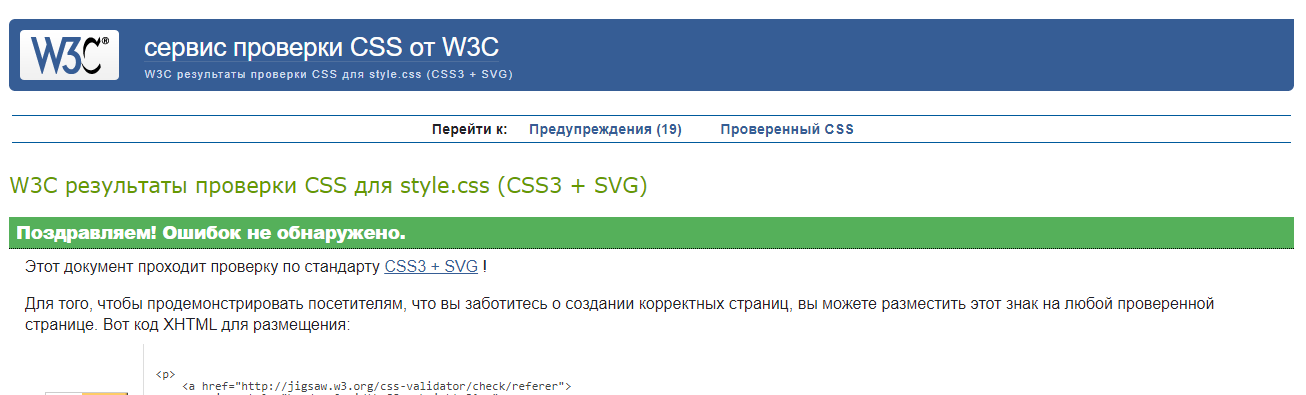 W3C®
сервис проверки CSS от W3C
W3C результаты проверки CSS для style.css (CSS3 + SVG)
Перейти к: Предупреждения (19) Проверенный CSS
W3C результаты проверки CSS для style.css (CSS3 + SVG)
Поздравляем! Ошибок не обнаружено.
Этот документ проходит проверку по стандарту CSS3 + SVG !
Для того, чтобы продемонстрировать посетителям, что вы заботитесь о создании корректных страниц, вы можете разместить этот знак на любой проверенной
странице. Вот код XHTML для размещения:
<p>
<a href="http://jigsaw.w3.org/css-validator/check/referer">